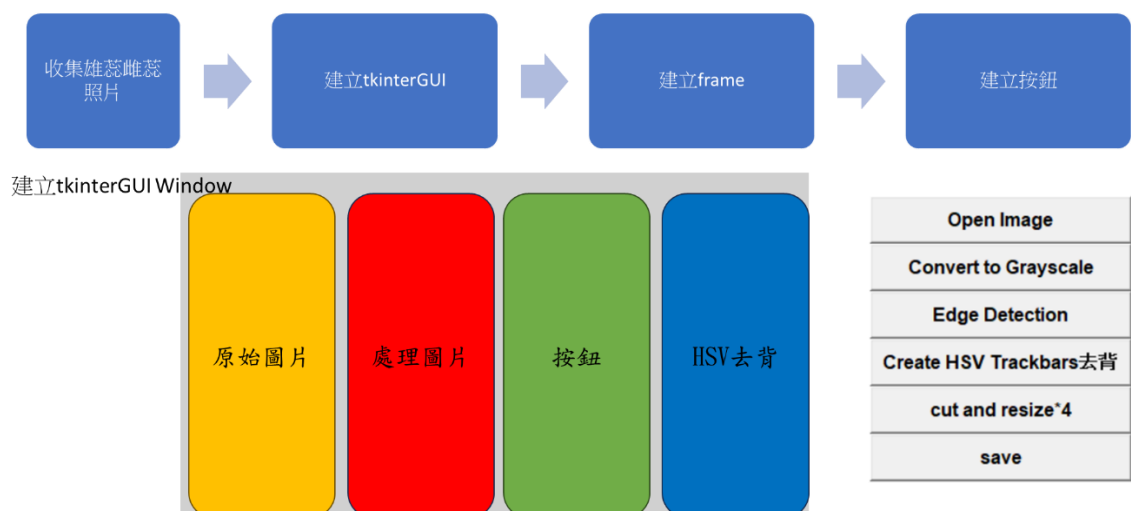 收集雄蕊雌蕊
照片
建立tkinterGUI
建立frame
建立按鈕
建立tkinterGUI Window
原始圖片
處理圖片
按鈕
HSV去背
Open Image
Convert to Grayscale
Edge Detection
Create HSV Trackbars去背
cut and resize*4
save